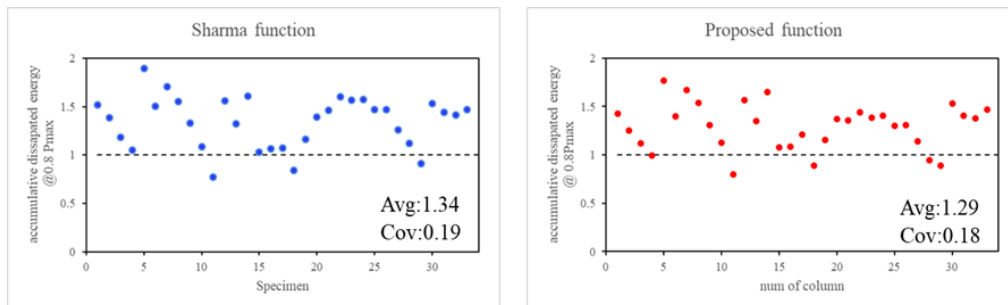 Sharma function
accumulative dissapated energy
@0.8 Pmax
2
1.5
1
0.5
0
0
5
10
15
20
25
30
Specimen
Avg:1.34
Cov:0.19
Proposed function
accumulative dissapated energy
@ 0.8Pmax
2
1.5
1
0.5
0
0
5
10
15
20
25
30
num of column
Avg:1.29
Cov:0.18